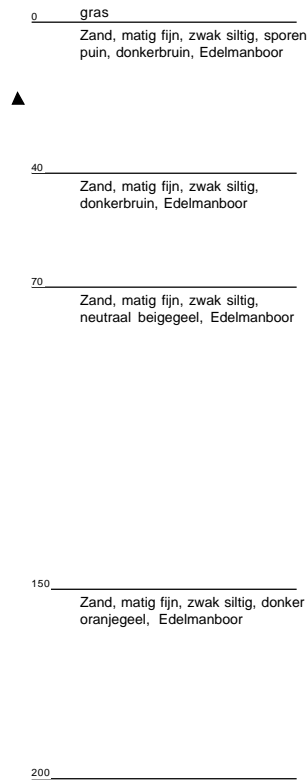 0 gras
Zand, matig fijn, zwak siltig, sporen
puin, donkerbruin, Edelmanboor
40
Zand, matig fijn, zwak siltig,
donkerbruin, Edelmanboor
70
Zand, matig fijn, zwak siltig,
neutraal beigegeel, Edelmanboor
150
Zand, matig fijn, zwak siltig, donker
oranjegeel, Edelmanboor
200